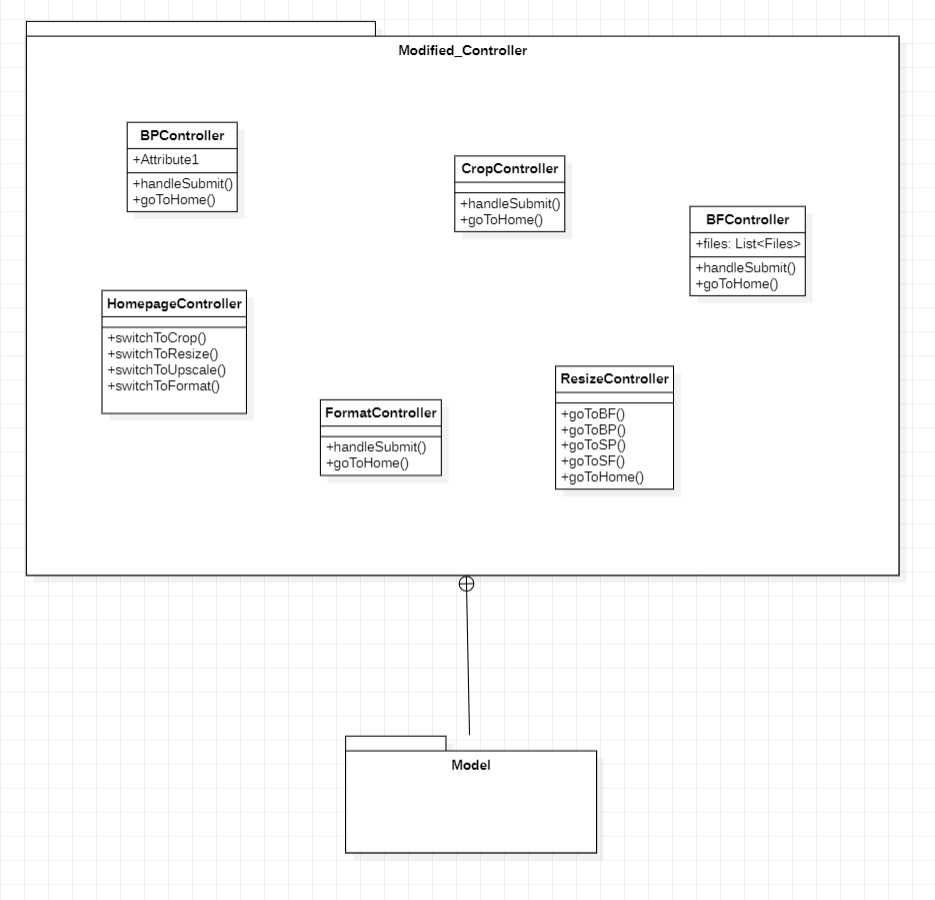 Modified_Controller
BPController
+Attribute1
+handleSubmit()
+goToHome()
CropController
+handleSubmit()
+goToHome()
BFController
+files: List<Files>
+handleSubmit()
+goToHome()
HomepageController
+switchToCrop()
+switchToResize()
+switchToUpscale()
+switchToFormat()
FormatController
+handleSubmit()
+goToHome()
ResizeController
+goToBF()
+goToBP()
+goToSP()
+goToSF()
+goToHome()
Model